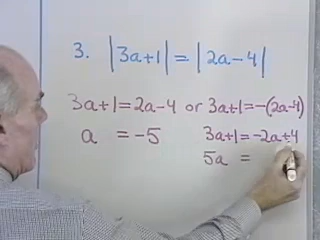 3. |3a+1| = |2a-4|
3a+1=2a-4 or 3a+1=-(2a-4)
a = -5 3a+1=-2a+4
5a =